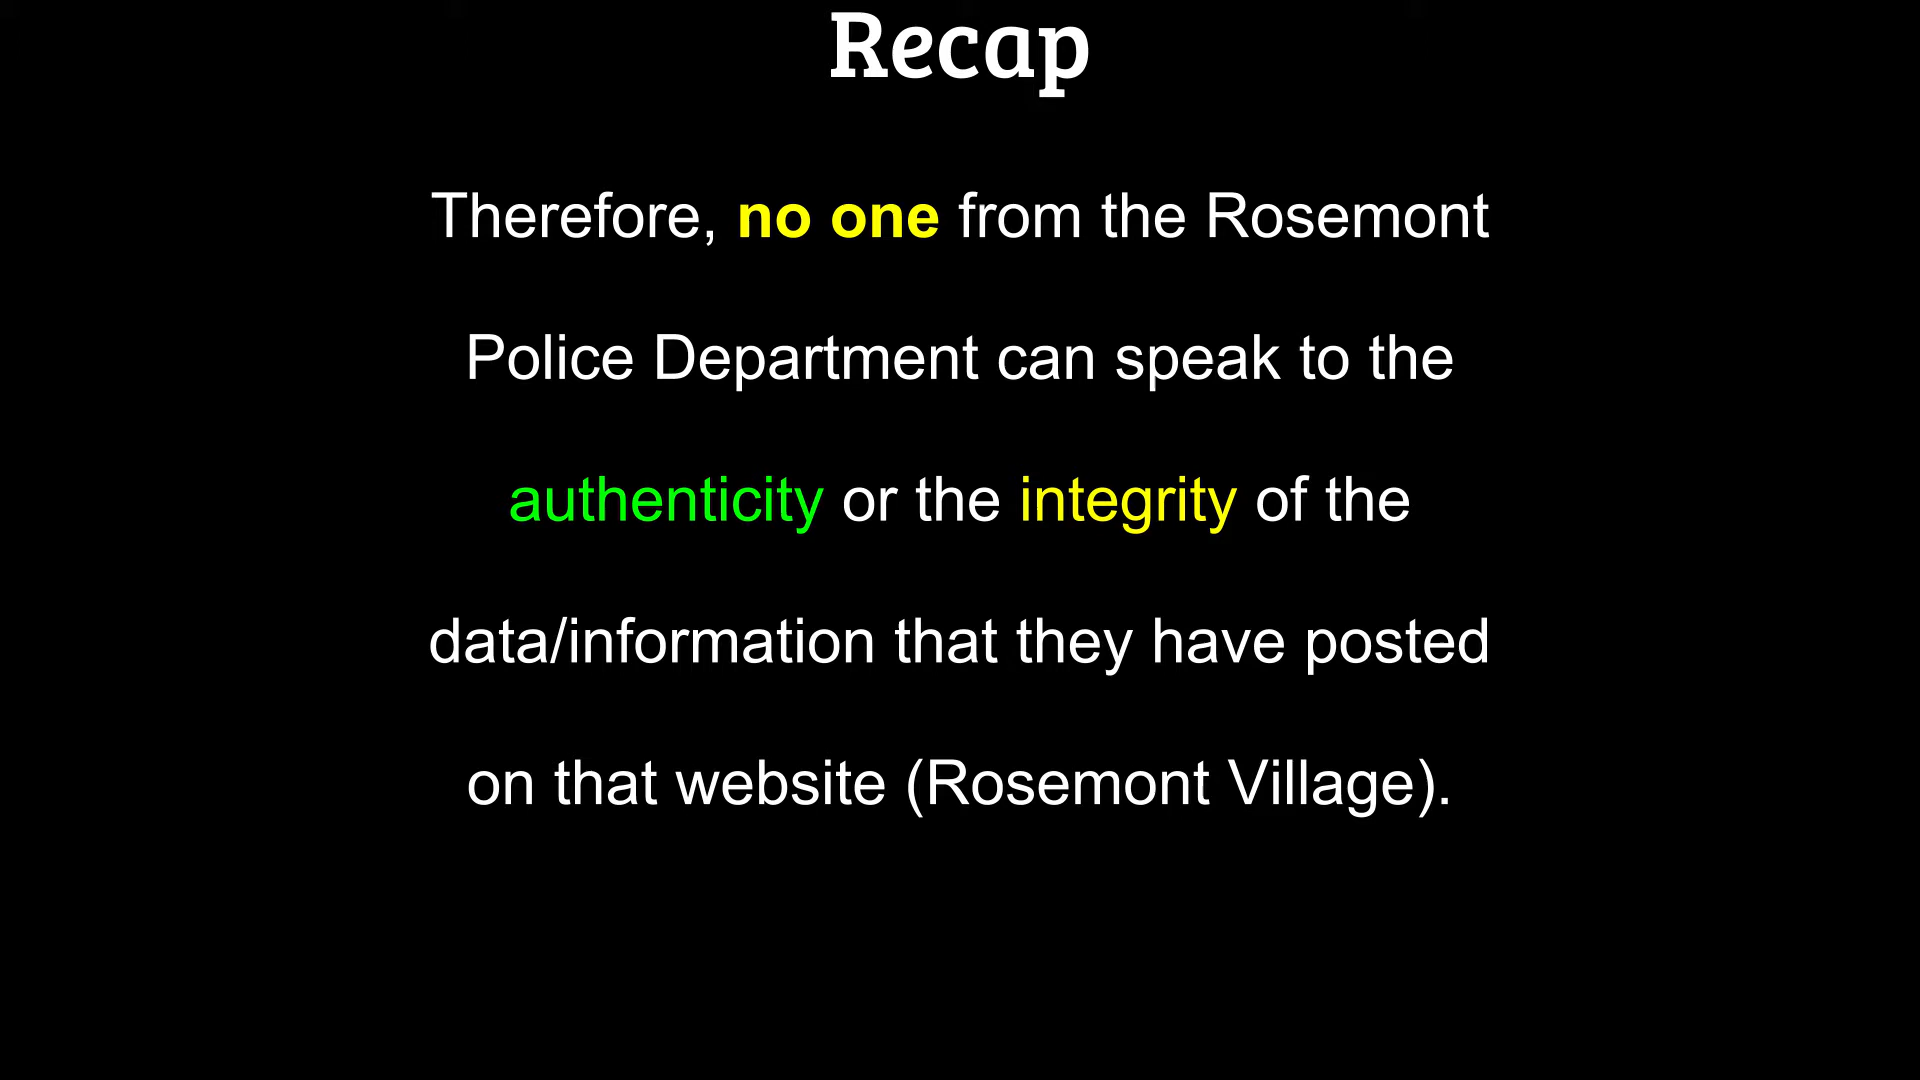 Recap
Therefore, no one from the Rosemont
Police Department can speak to the
authenticity or the integrity of the
data/information that they have posted
on that website (Rosemont Village).